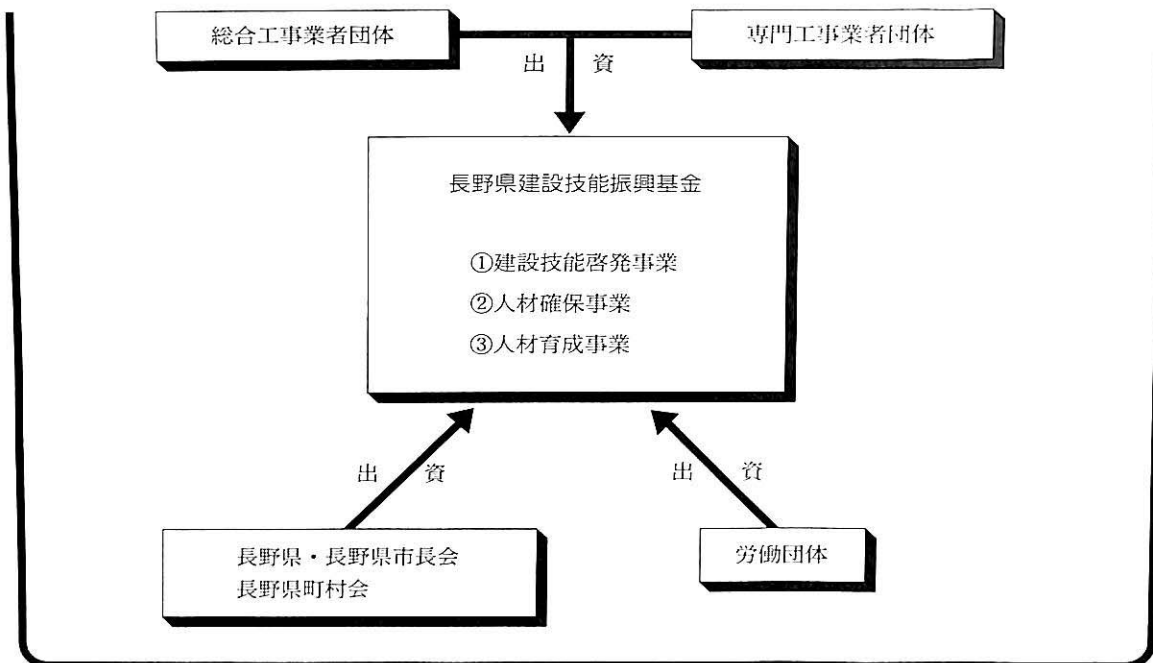 総合工事業者団体
専門工事業者団体
出 資
長野県建設技能振興基金
①建設技能啓発事業
②人材確保事業
③人材育成事業
出 資
出 資
長野県・長野県市長会
長野県町村会
労働団体